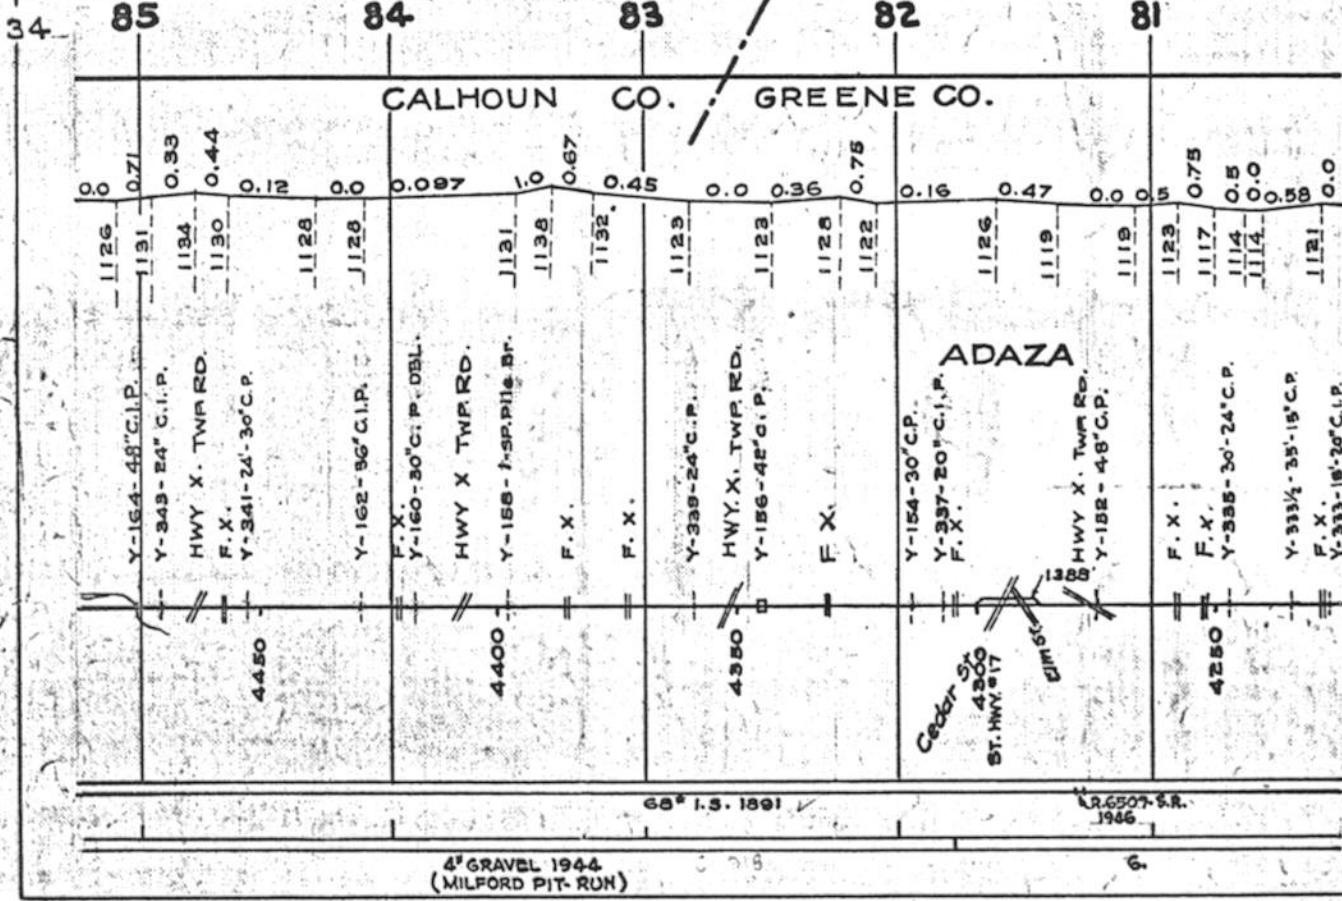 34 85 84 83 82 81
CALHOUN CO. GREENE CO.
0.0 0.71 0.33 0.44 0.12 0.0 0.097 1.0 0.67 0.45 0.0 0.36 0.75 0.16 0.47 0.0 0.5 0.75 0.5 0.0 0.58 0.0
1126 1131 1134 1130 1128 1128 1131 1138 1132 1123 1123 1128 1122 1126 1119 1119 1123 1117 1114 1114 1121
ADAZA
Y-164-48"C.I.P.
Y-343-24" C.I.P.
HWY X. TWP. RD.
F. X.
Y-341-24'-30"C.P.
Y-162-36"C.I.P.
F. X.
Y-160-30"C.P. DBL.
HWY X TWP. RD.
Y-158-1-SP. Pile Br.
F. X.
F. X.
Y-339-24"C.P.
HWY. X. TWP. RD.
Y-156-42"C.P.
F X.
Y-154-30"C.P.
Y-337-20"C.I.P.
F. X.
1388'
HWY X. TWP. RD.
Y-152-48"C.P.
F. X.
F. X.
Y-335-30'-24"C.P.
Y-333½-35'-15"C.P.
F. X.
4450 4400 4350 4300 4250
Cedar St.
ST. HWY. #17
Elm St.
68# I.S. 1891
R.6507-S.R.
1946
4" GRAVEL 1944
(MILFORD PIT-RUN)
6.